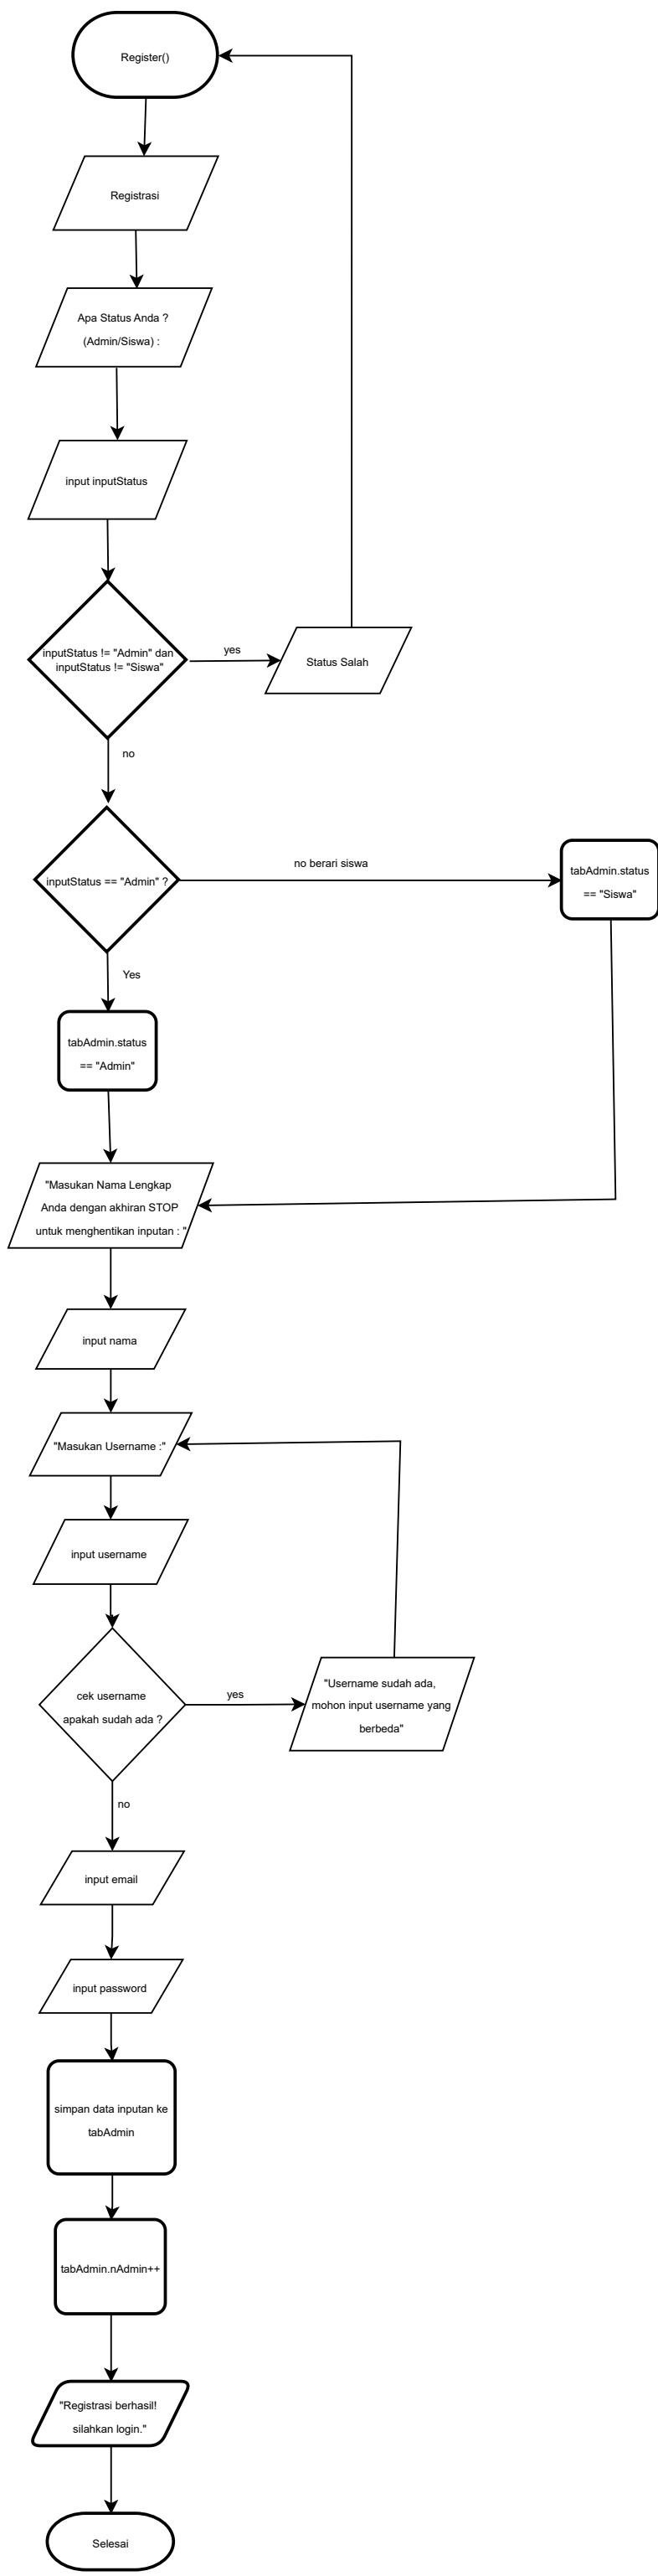 Register()
Registrasi
Apa Status Anda ?
(Admin/Siswa) :
input inputStatus
inputStatus != "Admin" dan
inputStatus != "Siswa"
yes
Status Salah
no
inputStatus == "Admin" ?
no berari siswa
tabAdmin.status
== "Siswa"
Yes
tabAdmin.status
== "Admin"
"Masukan Nama Lengkap
Anda dengan akhiran STOP
untuk menghentikan inputan : "
input nama
"Masukan Username :"
input username
cek username
apakah sudah ada ?
yes
"Username sudah ada,
mohon input username yang
berbeda"
no
input email
input password
simpan data inputan ke
tabAdmin
tabAdmin.nAdmin++
"Registrasi berhasil!
silahkan login."
Selesai